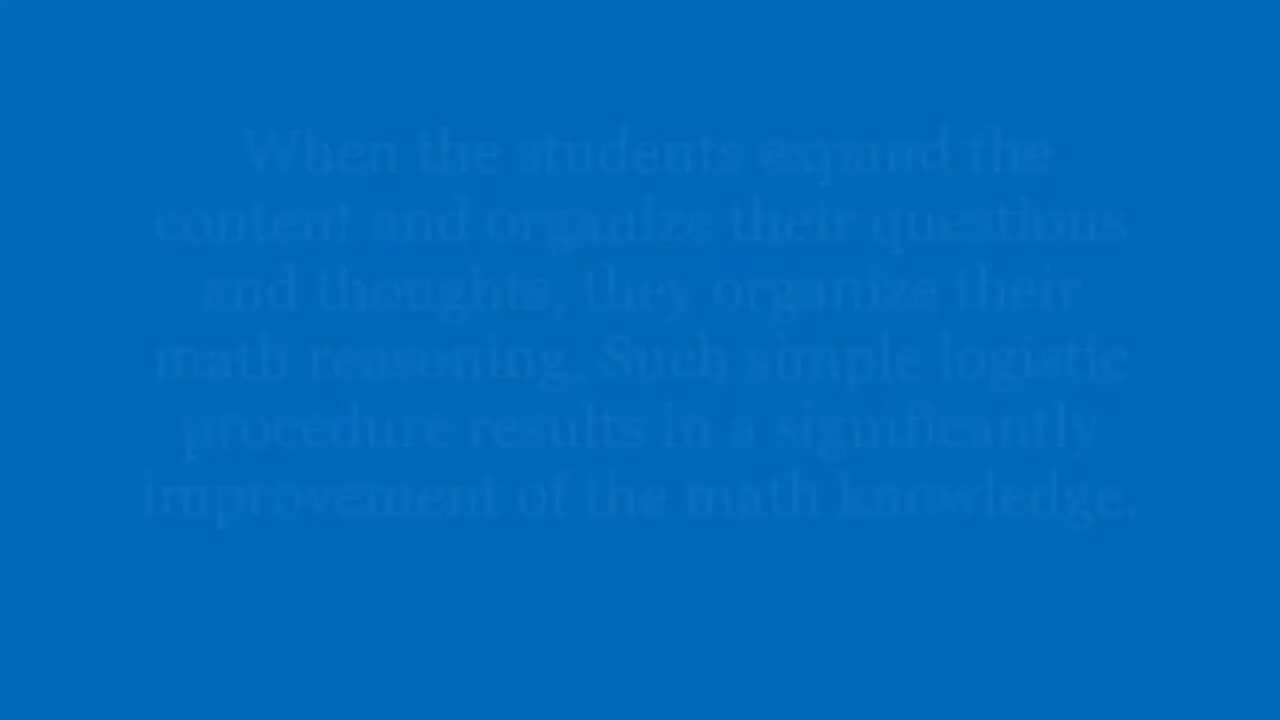 When the students expand the
content and organize their questions
and thoughts, they organize their
math reasoning. Such simple logistic
procedure results in a significantly
improvement of the math knowledge.